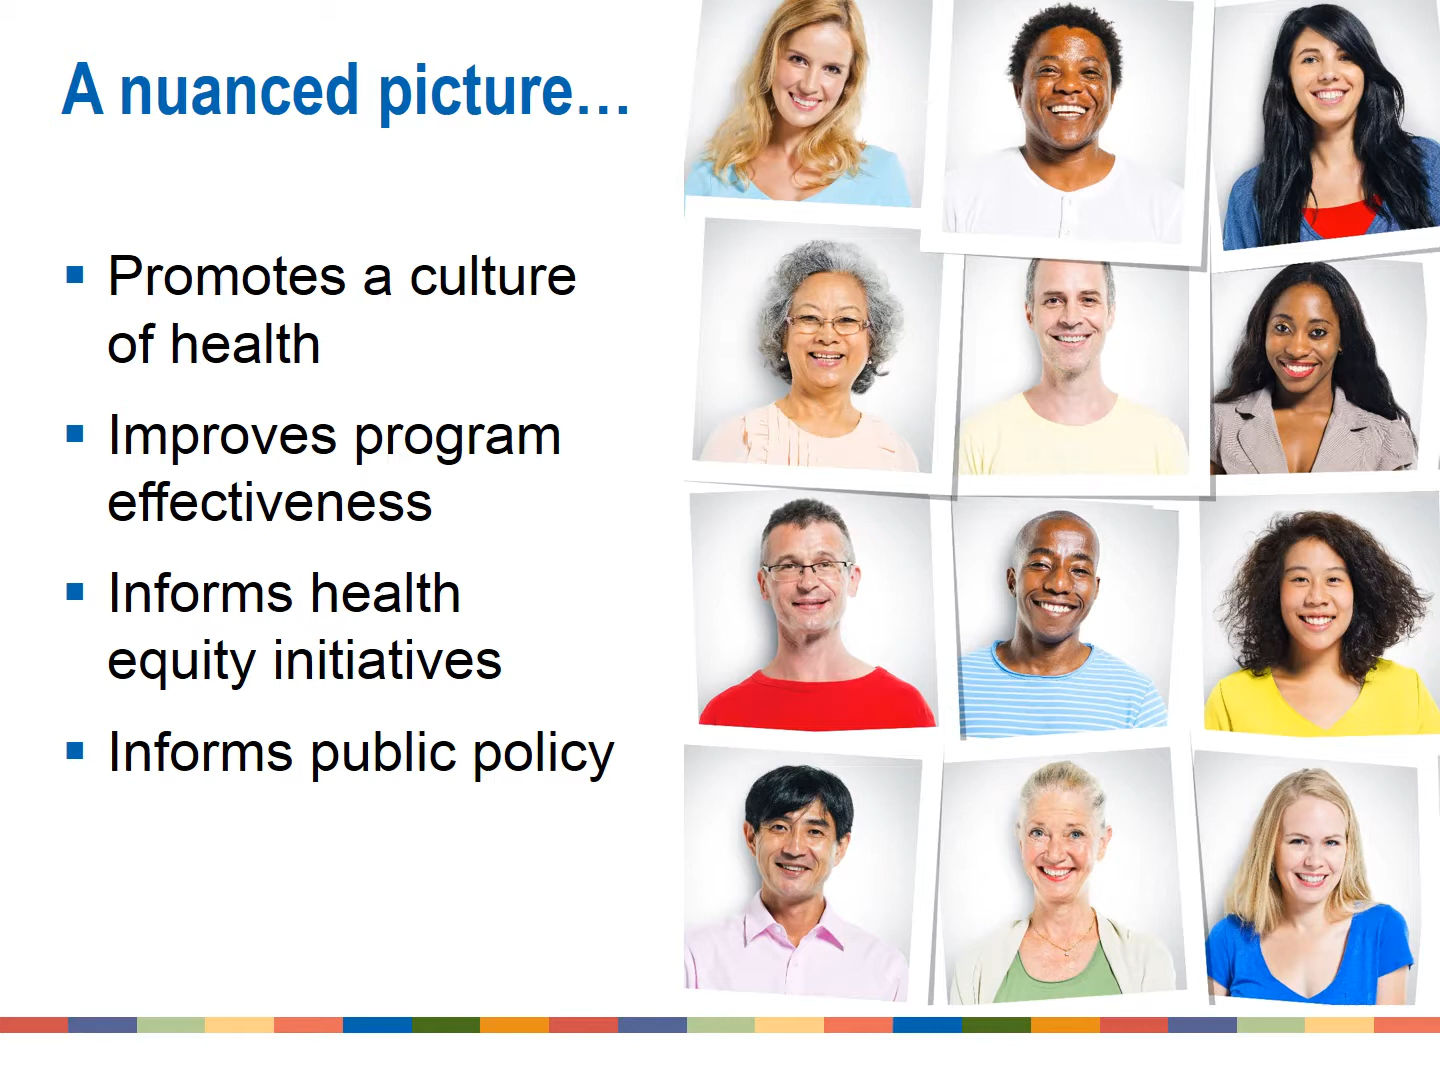 A nuanced picture…
Promotes a culture
of health
Improves program
effectiveness
Informs health
equity initiatives
Informs public policy